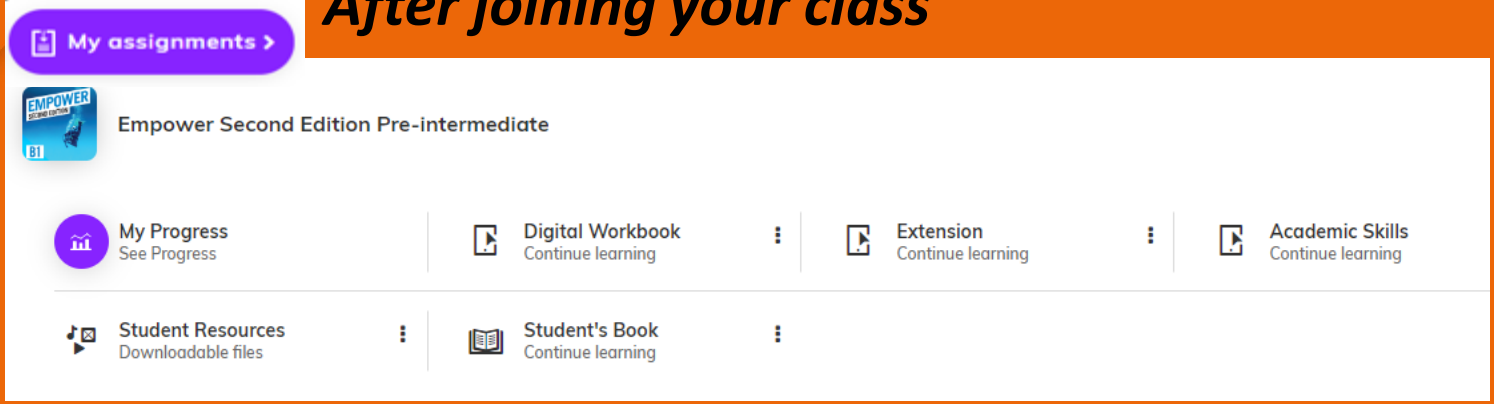 After joining your class
My assignments >
EMPOWER
SECOND EDITION
B1
Empower Second Edition Pre-intermediate
My Progress
See Progress
Digital Workbook
Continue learning
Extension
Continue learning
Academic Skills
Continue learning
Student Resources
Downloadable files
Student's Book
Continue learning